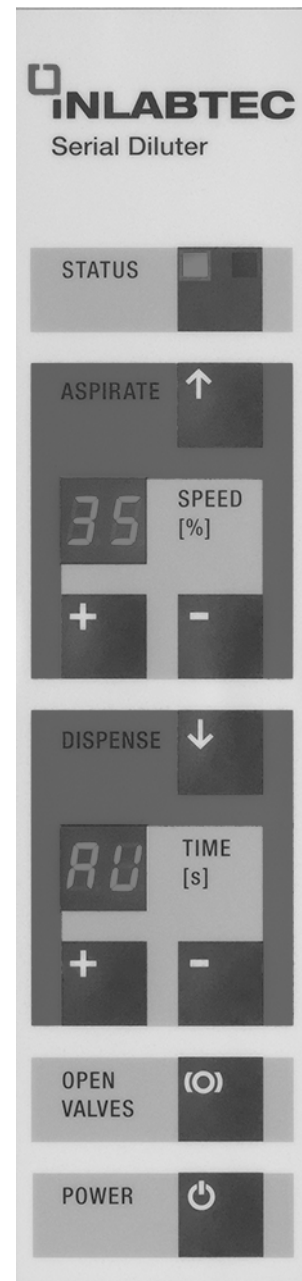 iNLABTEC
Serial Diluter
STATUS
ASPIRATE
35
SPEED
[%]
+ -
DISPENSE
AU
TIME
[s]
+ -
OPEN
VALVES
POWER